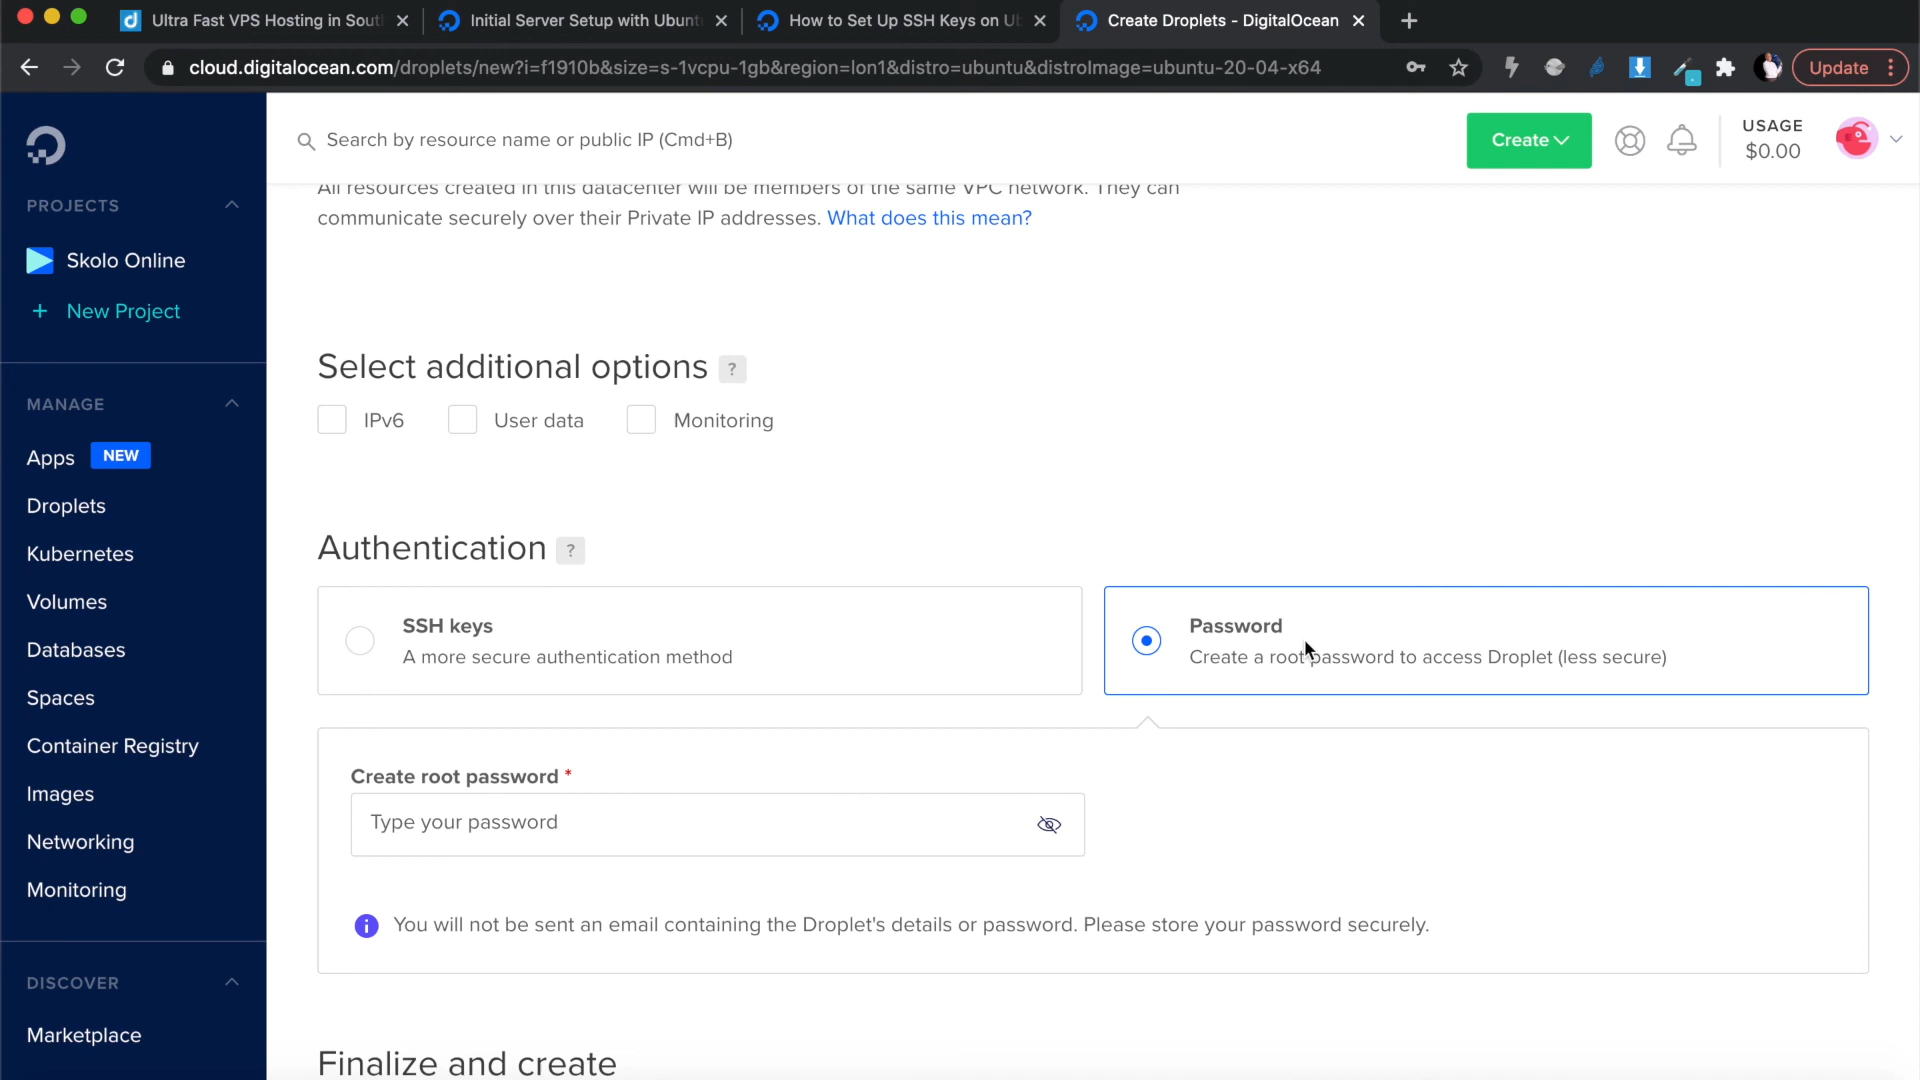 Ultra Fast VPS Hosting in Sout
Initial Server Setup with Ubunt
How to Set Up SSH Keys on Ub
Create Droplets - DigitalOcean
cloud.digitalocean.com/droplets/new?i=f1910b&size=s-1vcpu-1gb&region=lon1&distro=ubuntu&distroImage=ubuntu-20-04-x64
Update
Search by resource name or public IP (Cmd+B)
Create
USAGE
$0.00
PROJECTS
Skolo Online
+ New Project
MANAGE
Apps NEW
Droplets
Kubernetes
Volumes
Databases
Spaces
Container Registry
Images
Networking
Monitoring
DISCOVER
Marketplace
All resources created in this datacenter will be members of the same VPC network. They can
communicate securely over their Private IP addresses. What does this mean?
Select additional options ?
IPv6 User data Monitoring
Authentication ?
SSH keys
A more secure authentication method
Password
Create a root password to access Droplet (less secure)
Create root password *
Type your password
You will not be sent an email containing the Droplet's details or password. Please store your password securely.
Finalize and create